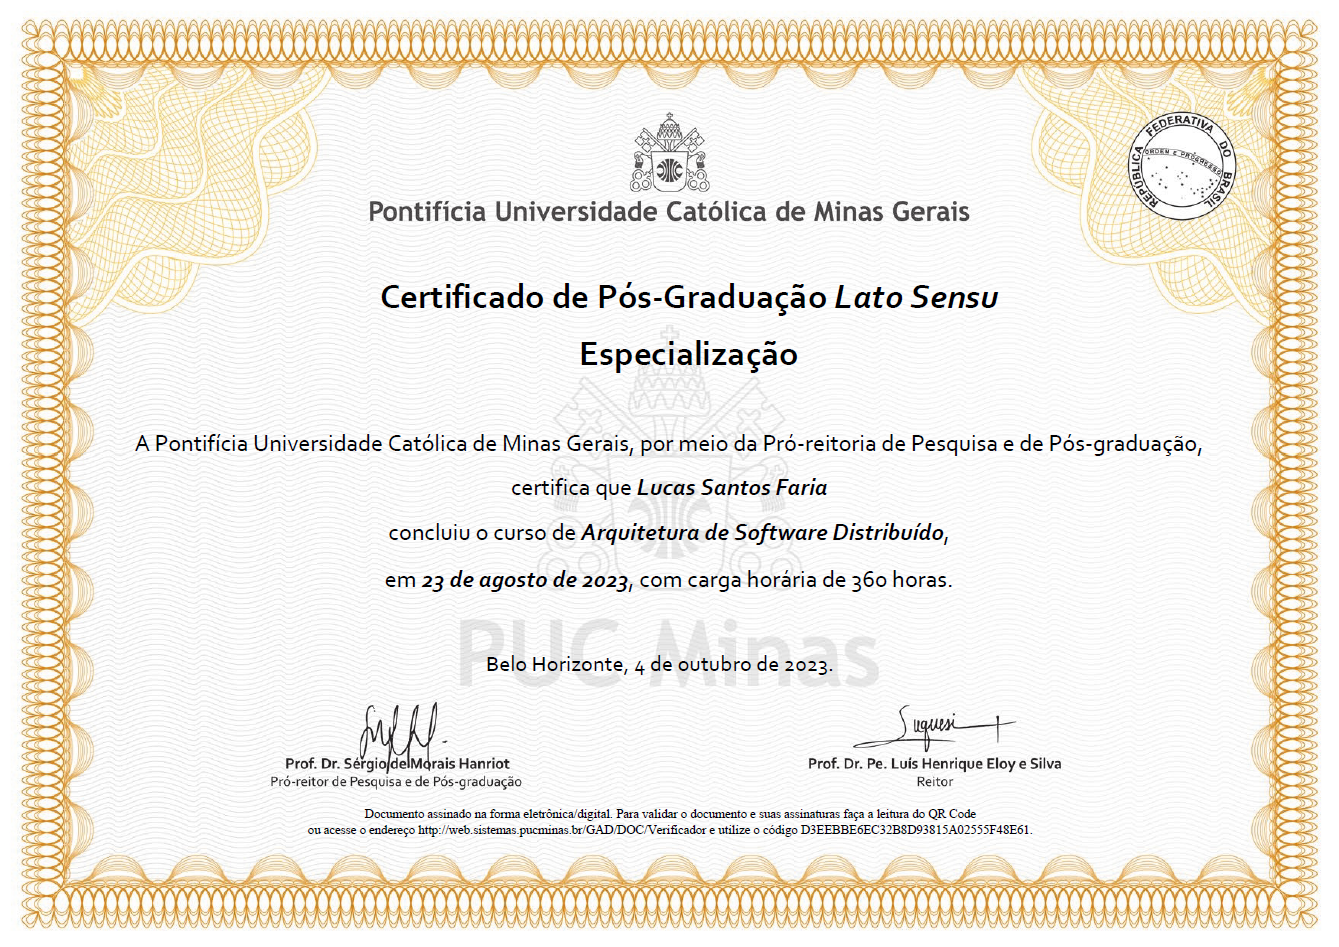 REPÚBLICA FEDERATIVA DO BRASIL
ORDEM E PROGRESSO
Pontifícia Universidade Católica de Minas Gerais
Certificado de Pós-Graduação Lato Sensu
Especialização
A Pontifícia Universidade Católica de Minas Gerais, por meio da Pró-reitoria de Pesquisa e de Pós-graduação,
certifica que Lucas Santos Faria
concluiu o curso de Arquitetura de Software Distribuído,
em 23 de agosto de 2023, com carga horária de 360 horas.
PUC Minas
Belo Horizonte, 4 de outubro de 2023.
Prof. Dr. Sérgio de Morais Hanriot
Pró-reitor de Pesquisa e de Pós-graduação
Prof. Dr. Pe. Luís Henrique Eloy e Silva
Reitor
Documento assinado na forma eletrônica/digital. Para validar o documento e suas assinaturas faça a leitura do QR Code
ou acesse o endereço http://web.sistemas.pucminas.br/GAD/DOC/Verificador e utilize o código D3EEBBE6EC32B8D93815A02555F48E61.